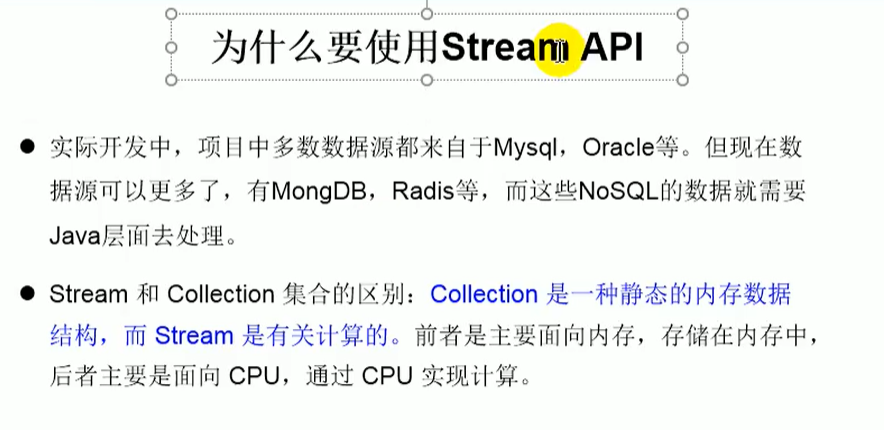 为什么要使用Stream API
● 实际开发中，项目中多数数据源都来自于Mysql，Oracle等。但现在数
据源可以更多了，有MongDB，Radis等，而这些NoSQL的数据就需要
Java层面去处理。
● Stream 和 Collection 集合的区别：Collection 是一种静态的内存数据
结构，而 Stream 是有关计算的。前者是主要面向内存，存储在内存中，
后者主要是面向 CPU，通过 CPU 实现计算。